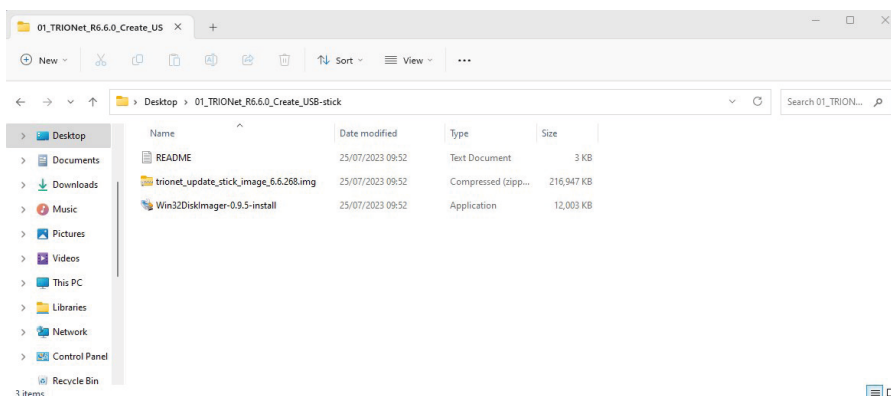 01_TRIONet_R6.6.0_Create_US
New
Sort
View
Desktop
01_TRIONet_R6.6.0_Create_USB-stick
Search 01_TRION...
Desktop
Documents
Downloads
Music
Pictures
Videos
This PC
Libraries
Network
Control Panel
Recycle Bin
Name Date modified Type Size
README 25/07/2023 09:52 Text Document 3 KB
trionet_update_stick_image_6.6.268.img 25/07/2023 09:52 Compressed (zipp... 216,947 KB
Win32DiskImager-0.9.5-install 25/07/2023 09:52 Application 12,003 KB
3 items